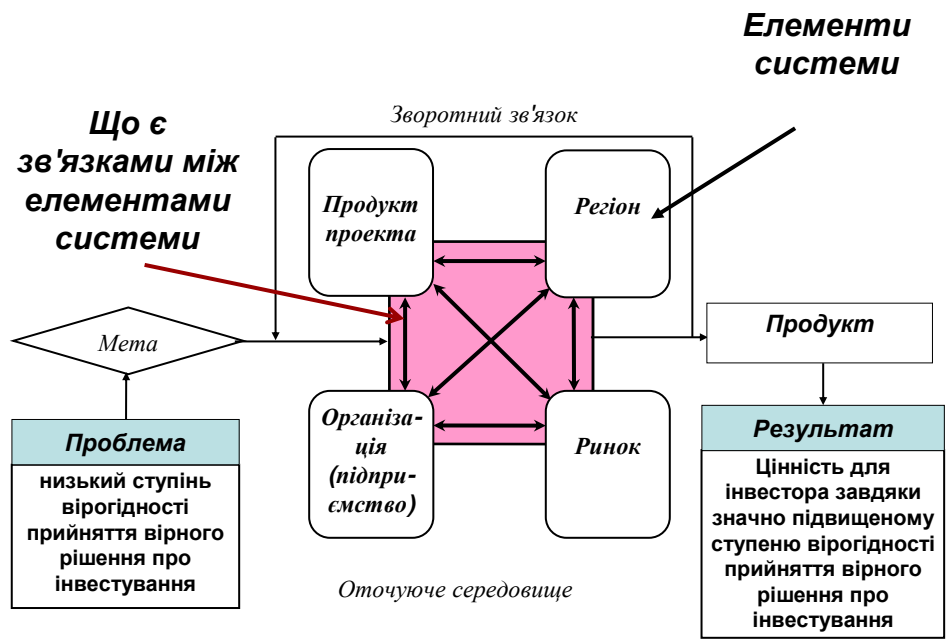 Елементи
системи
Що є
зв'язками між
елементами
системи
Зворотний зв'язок
Продукт
проекта
Регіон
Мета
Продукт
Організа-
ція
(підпри-
ємство)
Ринок
Проблема
низький ступінь
вірогідності
прийняття вірного
рішення про
інвестування
Результат
Цінність для
інвестора завдяки
значно підвищеному
ступеню вірогідності
прийняття вірного
рішення про
інвестування
Оточуюче середовище